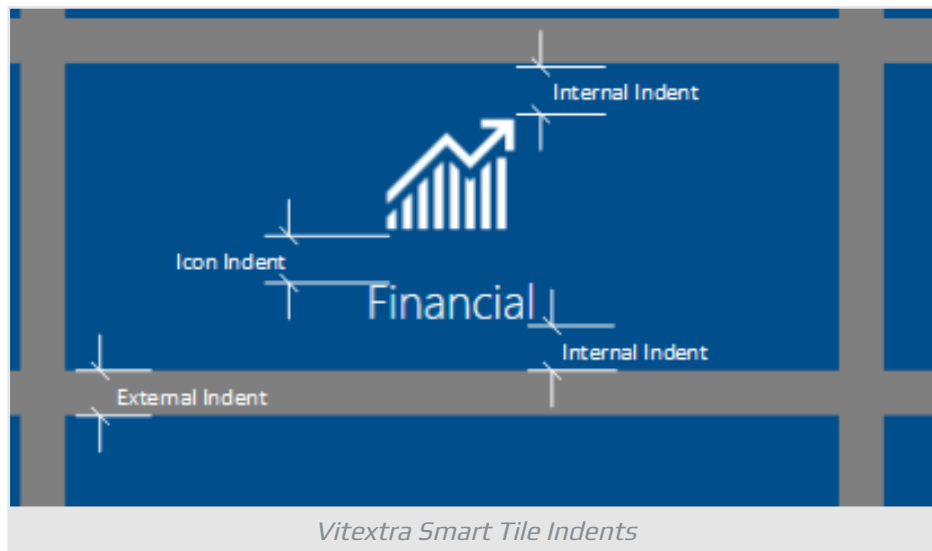 Internal Indent
Icon Indent
Financial
Internal Indent
External Indent
Vitextra Smart Tile Indents